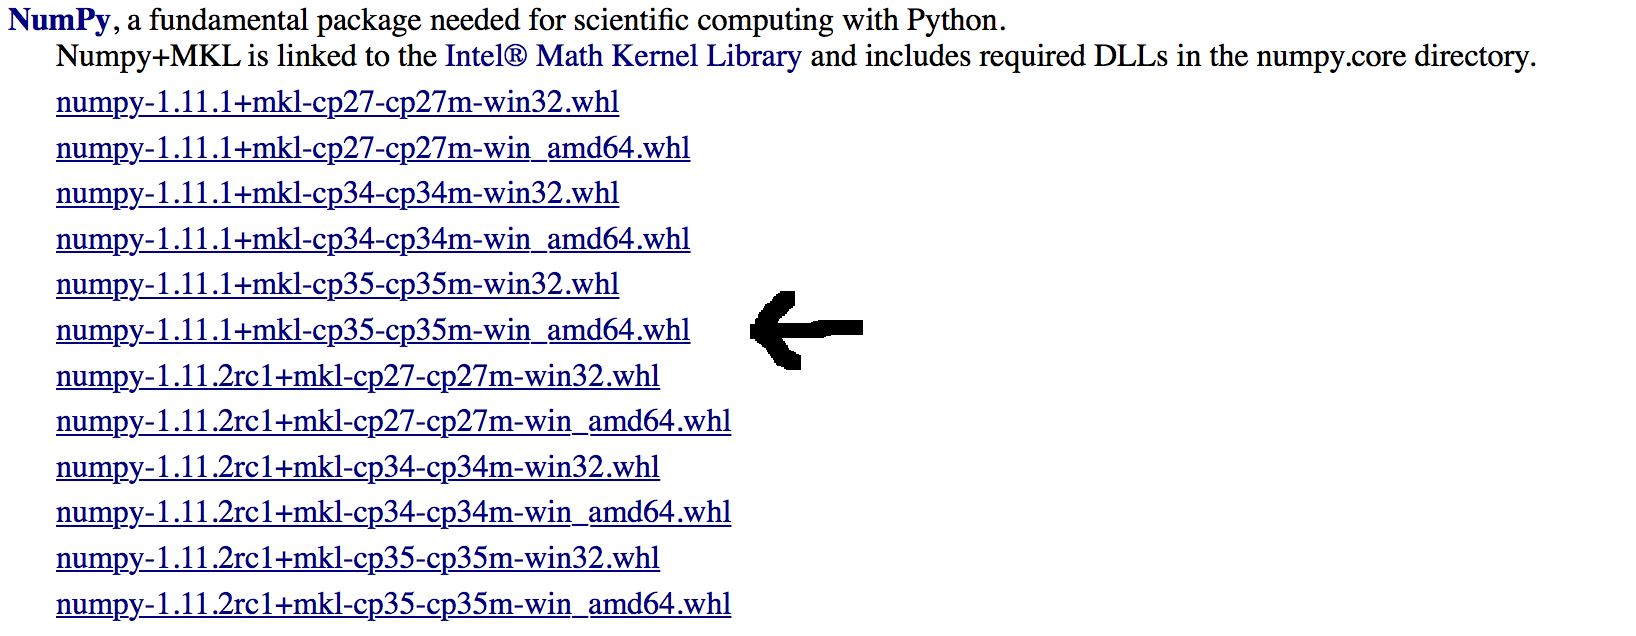 NumPy, a fundamental package needed for scientific computing with Python.
Numpy+MKL is linked to the Intel® Math Kernel Library and includes required DLLs in the numpy.core directory.
numpy-1.11.1+mkl-cp27-cp27m-win32.whl
numpy-1.11.1+mkl-cp27-cp27m-win_amd64.whl
numpy-1.11.1+mkl-cp34-cp34m-win32.whl
numpy-1.11.1+mkl-cp34-cp34m-win_amd64.whl
numpy-1.11.1+mkl-cp35-cp35m-win32.whl
numpy-1.11.1+mkl-cp35-cp35m-win_amd64.whl
numpy-1.11.2rc1+mkl-cp27-cp27m-win32.whl
numpy-1.11.2rc1+mkl-cp27-cp27m-win_amd64.whl
numpy-1.11.2rc1+mkl-cp34-cp34m-win32.whl
numpy-1.11.2rc1+mkl-cp34-cp34m-win_amd64.whl
numpy-1.11.2rc1+mkl-cp35-cp35m-win32.whl
numpy-1.11.2rc1+mkl-cp35-cp35m-win_amd64.whl